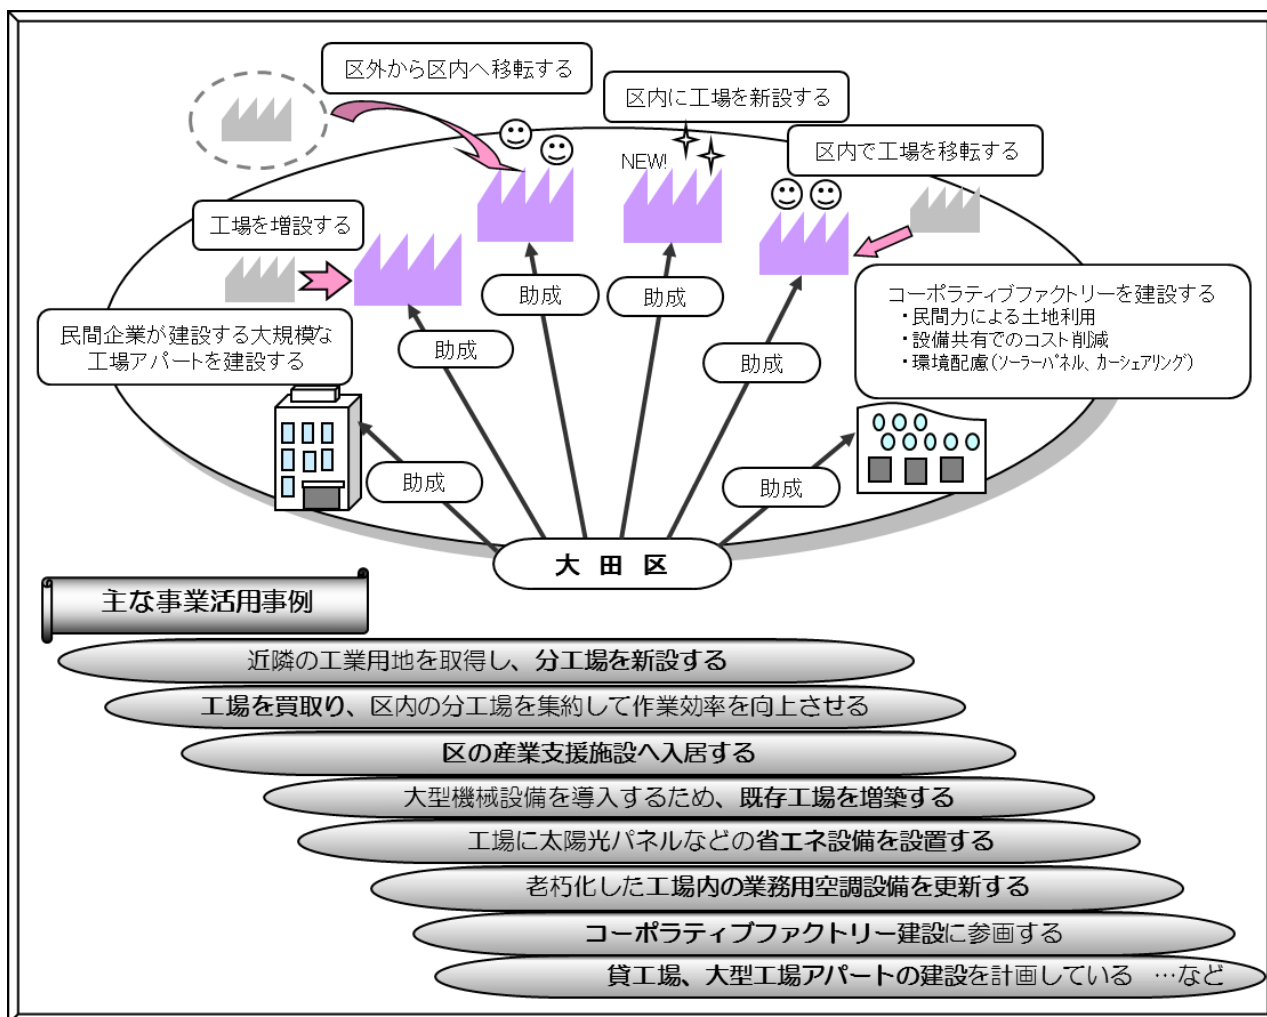 区外から区内へ移転する
区内に工場を新設する
区内で工場を移転する
NEW!
工場を増設する
民間企業が建設する大規模な
工場アパートを建設する
コーポラティブファクトリーを建設する
・民間力による土地利用
・設備共有でのコスト削減
・環境配慮(ソーラーパネル、カーシェアリング)
助成
助成
助成
助成
助成
助成
大田区
主な事業活用事例
近隣の工業用地を取得し、分工場を新設する
工場を買取り、区内の分工場を集約して作業効率を向上させる
区の産業支援施設へ入居する
大型機械設備を導入するため、既存工場を増築する
工場に太陽光パネルなどの省エネ設備を設置する
老朽化した工場内の業務用空調設備を更新する
コーポラティブファクトリー建設に参画する
貸工場、大型工場アパートの建設を計画している …など